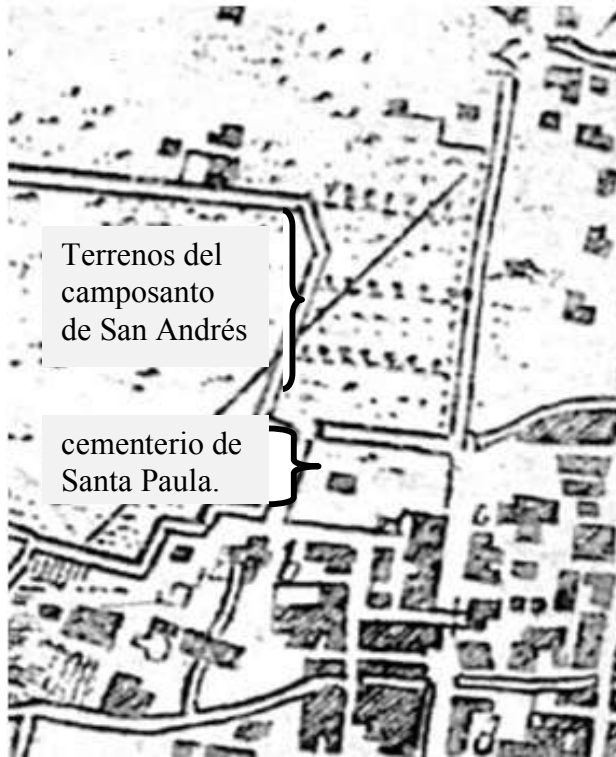 Terrenos del
camposanto
de San Andrés
cementerio de
Santa Paula.